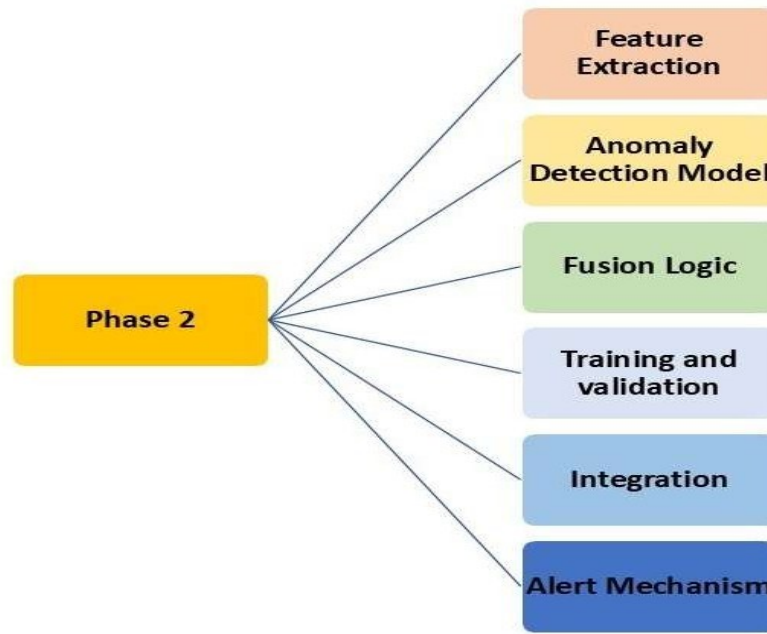 Feature
Extraction
Anomaly
Detection Model
Fusion Logic
Phase 2
Training and
validation
Integration
Alert Mechanism